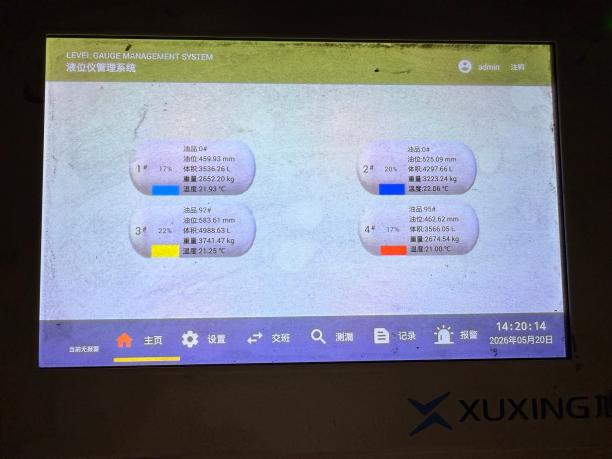 LEVEL GAUGE MANAGEMENT SYSTEM
液位仪管理系统
admin 注销
1# 17%
油品:0#
油位:459.93 mm
体积:3536.26 L
重量:2652.20 kg
温度:21.93 ℃
2# 20%
油品:0#
油位:525.09 mm
体积:4297.66 L
重量:3223.24 kg
温度:22.06 ℃
3# 22%
油品:92#
油位:583.61 mm
体积:4988.63 L
重量:3741.47 kg
温度:21.25 ℃
4# 17%
油品:95#
油位:462.62 mm
体积:3566.05 L
重量:2674.54 kg
温度:21.00 ℃
当前无报警
主页
设置
交班
测漏
记录
报警
14:20:14
2026年05月20日
XUXING